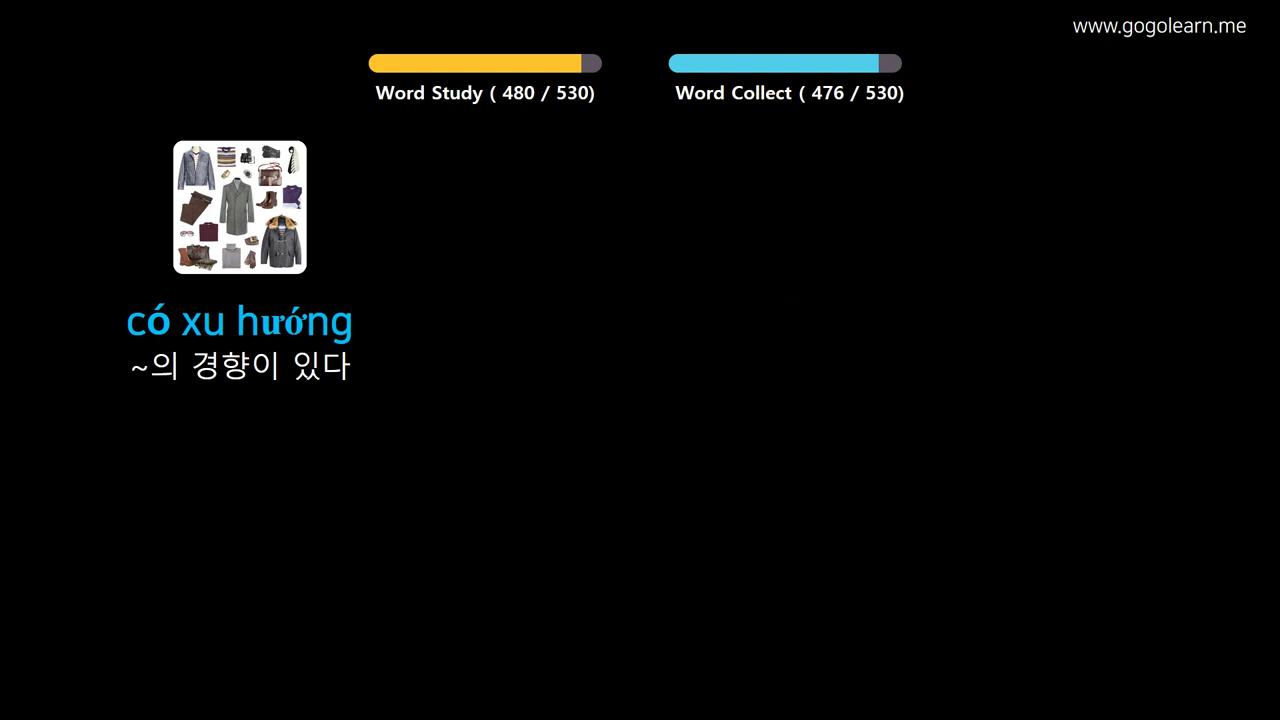 www.gogolearn.me
Word Study ( 480 / 530)
Word Collect ( 476 / 530)
có xu hướng
~의 경향이 있다